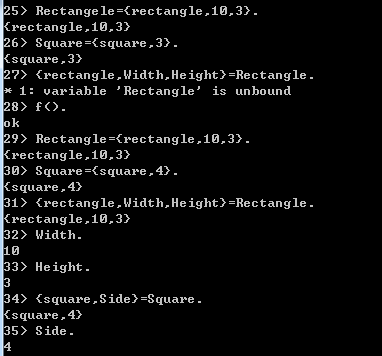 25> Rectangele={rectangle,10,3}.
{rectangle,10,3}
26> Square={square,3}.
{square,3}
27> {rectangle,Width,Height}=Rectangle.
* 1: variable 'Rectangle' is unbound
28> f().
ok
29> Rectangle={rectangle,10,3}.
{rectangle,10,3}
30> Square={square,4}.
{square,4}
31> {rectangle,Width,Height}=Rectangle.
{rectangle,10,3}
32> Width.
10
33> Height.
3
34> {square,Side}=Square.
{square,4}
35> Side.
4